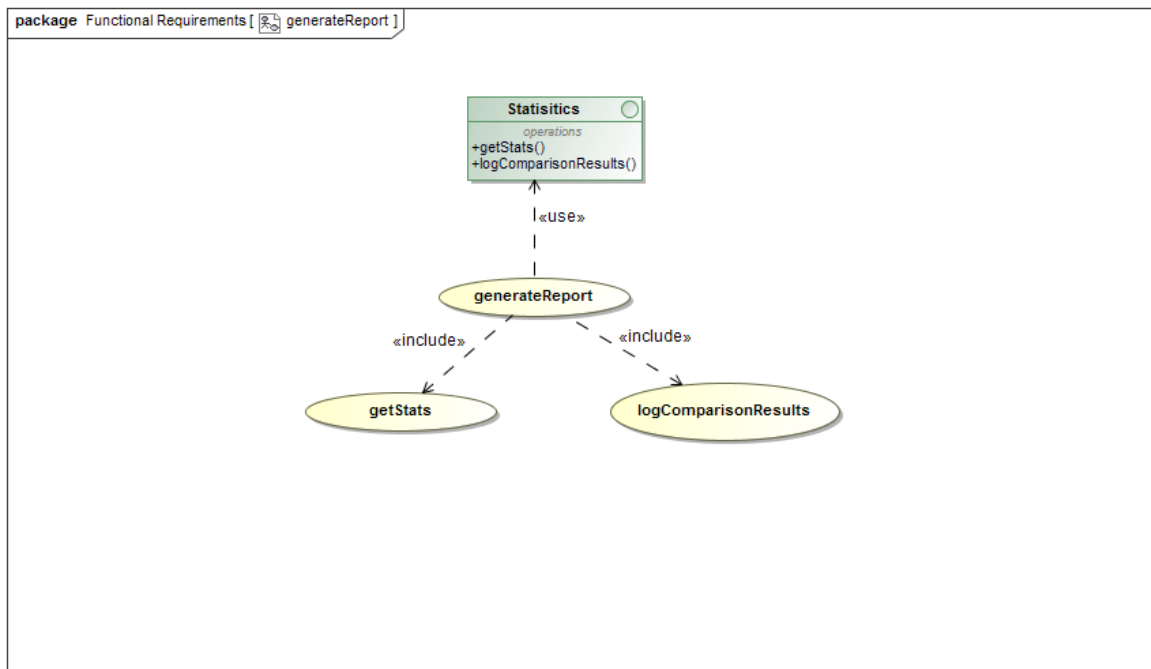 package Functional Requirements [ generateReport ]
Statisitics
operations
+getStats()
+logComparisonResults()
«use»
generateReport
«include»
«include»
getStats
logComparisonResults